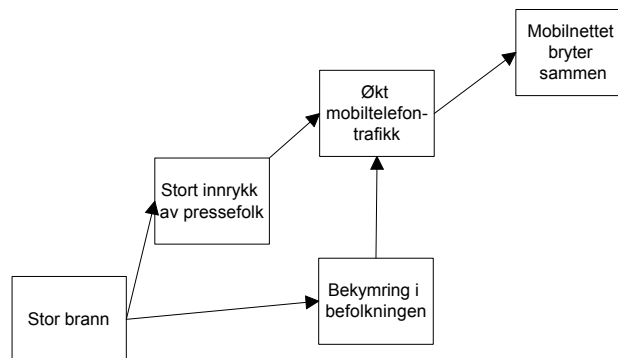 Mobilnettet
bryter
sammen
Økt
mobiltelefon-
trafikk
Stort innrykk
av pressefolk
Bekymring i
befolkningen
Stor brann